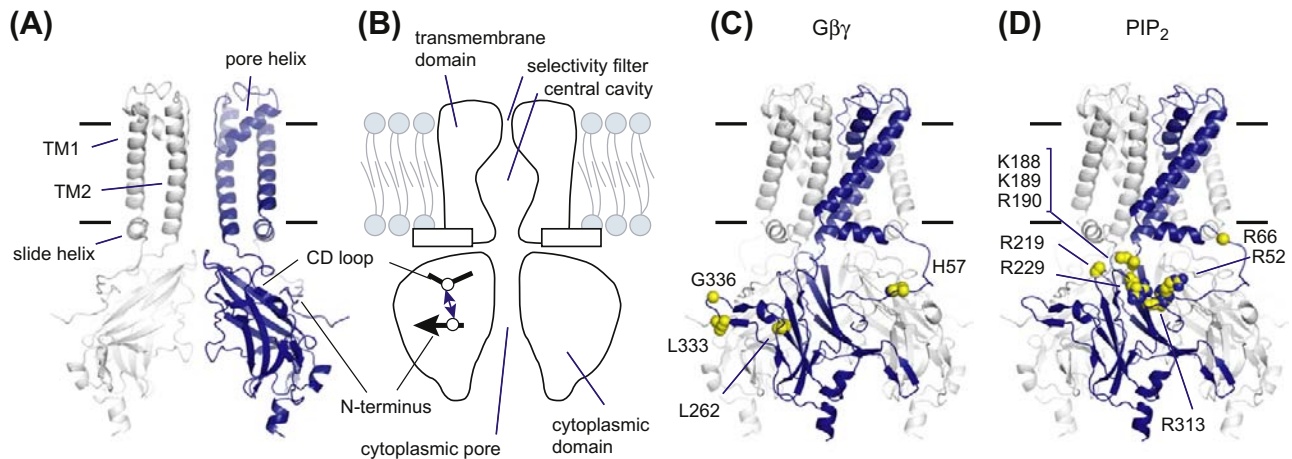 (A)
pore helix
TM1
TM2
slide helix
CD loop
N-terminus
(B)
transmembrane
domain
selectivity filter
central cavity
cytoplasmic pore
cytoplasmic
domain
(C)
Gβγ
H57
G336
L333
L262
(D)
PIP₂
K188
K189
R190
R219
R229
R66
R52
R313